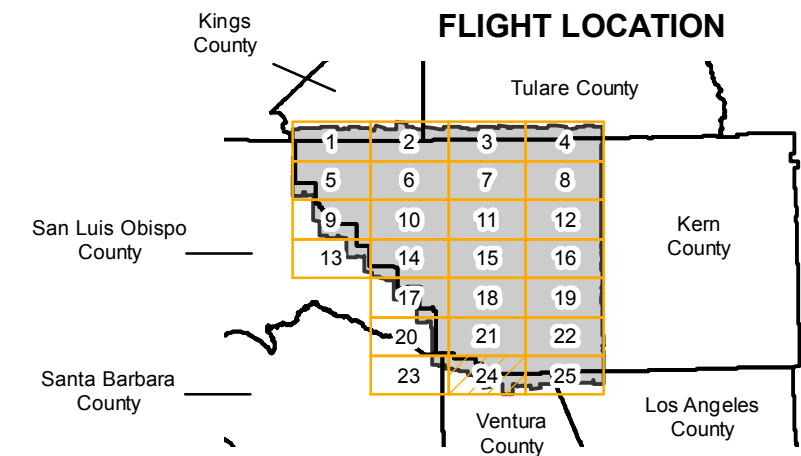 Kings
County
FLIGHT LOCATION
Tulare County
1 2 3 4
5 6 7 8
San Luis Obispo
County
9 10 11 12
Kern
County
13 14 15 16
17 18 19
20 21 22
Santa Barbara
County
23 24 25
Ventura
County
Los Angeles
County